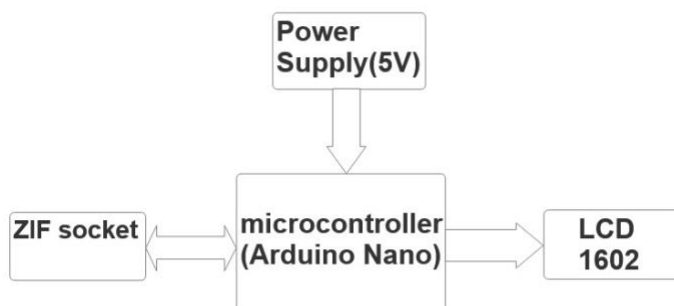 Power
Supply(5V)
ZIF socket
microcontroller
(Arduino Nano)
LCD
1602